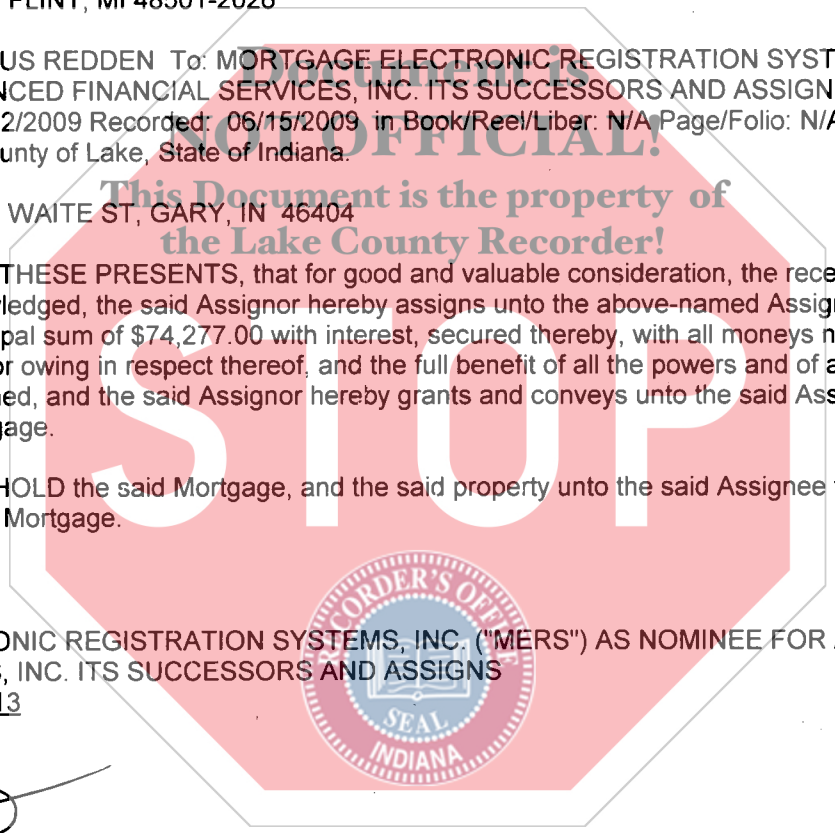 FLINT, MI 48501-2026
US REDDEN To: MORTGAGE ELECTRONIC REGISTRATION SYST
NCED FINANCIAL SERVICES, INC. ITS SUCCESSORS AND ASSIGN
2/2009 Recorded: 06/15/2009 in Book/Reel/Liber: N/A Page/Folio: N/A
unty of Lake, State of Indiana.
Document is
NOT OFFICIAL!
This Document is the property of
the Lake County Recorder!
WAITE ST, GARY, IN 46404
THESE PRESENTS, that for good and valuable consideration, the rece
ledged, the said Assignor hereby assigns unto the above-named Assig
pal sum of $74,277.00 with interest, secured thereby, with all moneys n
or owing in respect thereof, and the full benefit of all the powers and of a
ed, and the said Assignor hereby grants and conveys unto the said Ass
gage.
STOP
HOLD the said Mortgage, and the said property unto the said Assignee
Mortgage.
ONIC REGISTRATION SYSTEMS, INC. ("MERS") AS NOMINEE FOR
, INC. ITS SUCCESSORS AND ASSIGNS
13
RECORDER'S OFFICE
SEAL
INDIANA